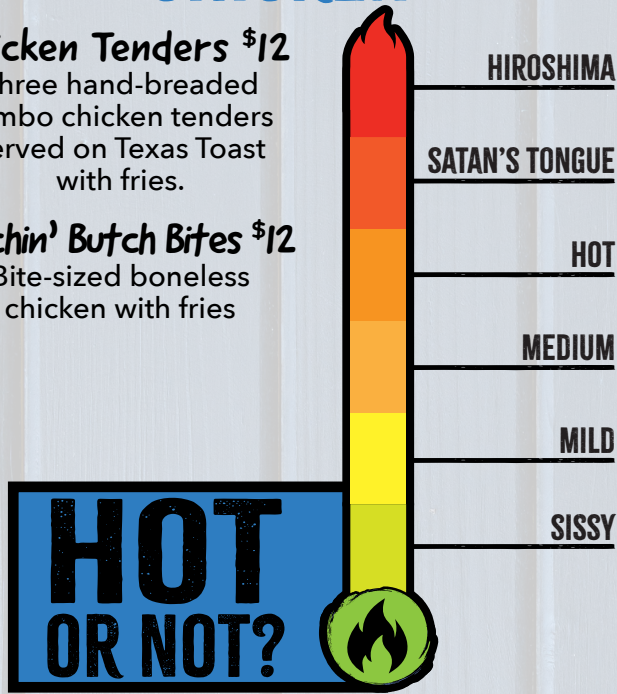 cken Tenders $12
hree hand-breaded
mbo chicken tenders
erved on Texas Toast
with fries.
chin' Butch Bites $12
Bite-sized boneless
chicken with fries
HIROSHIMA
SATAN'S TONGUE
HOT
MEDIUM
MILD
SISSY
HOT
OR NOT?